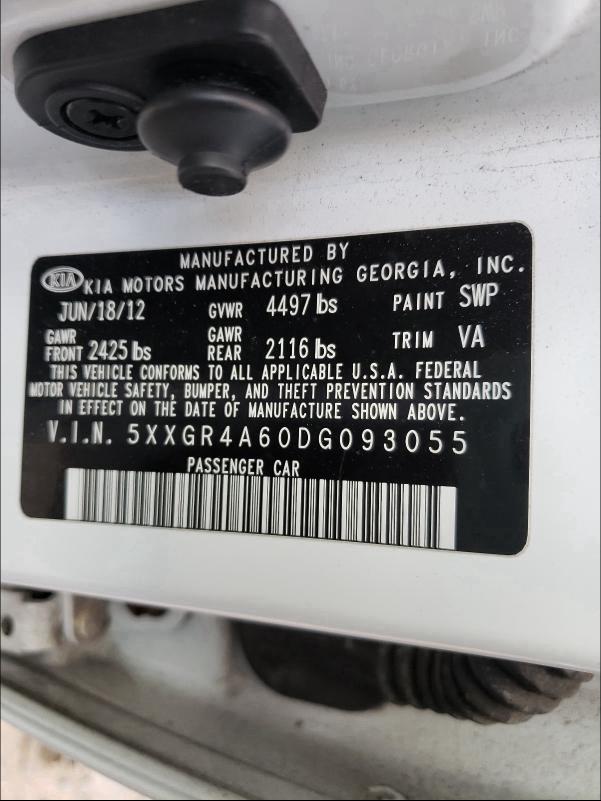 MANUFACTURED BY
KIA KIA MOTORS MANUFACTURING GEORGIA, INC.
JUN/18/12 GVWR 4497 lbs PAINT SWP
GAWR FRONT 2425 lbs GAWR REAR 2116 lbs TRIM VA
THIS VEHICLE CONFORMS TO ALL APPLICABLE U.S.A. FEDERAL
MOTOR VEHICLE SAFETY, BUMPER, AND THEFT PREVENTION STANDARDS
IN EFFECT ON THE DATE OF MANUFACTURE SHOWN ABOVE.
V.I.N. 5XXGR4A60DG093055
PASSENGER CAR